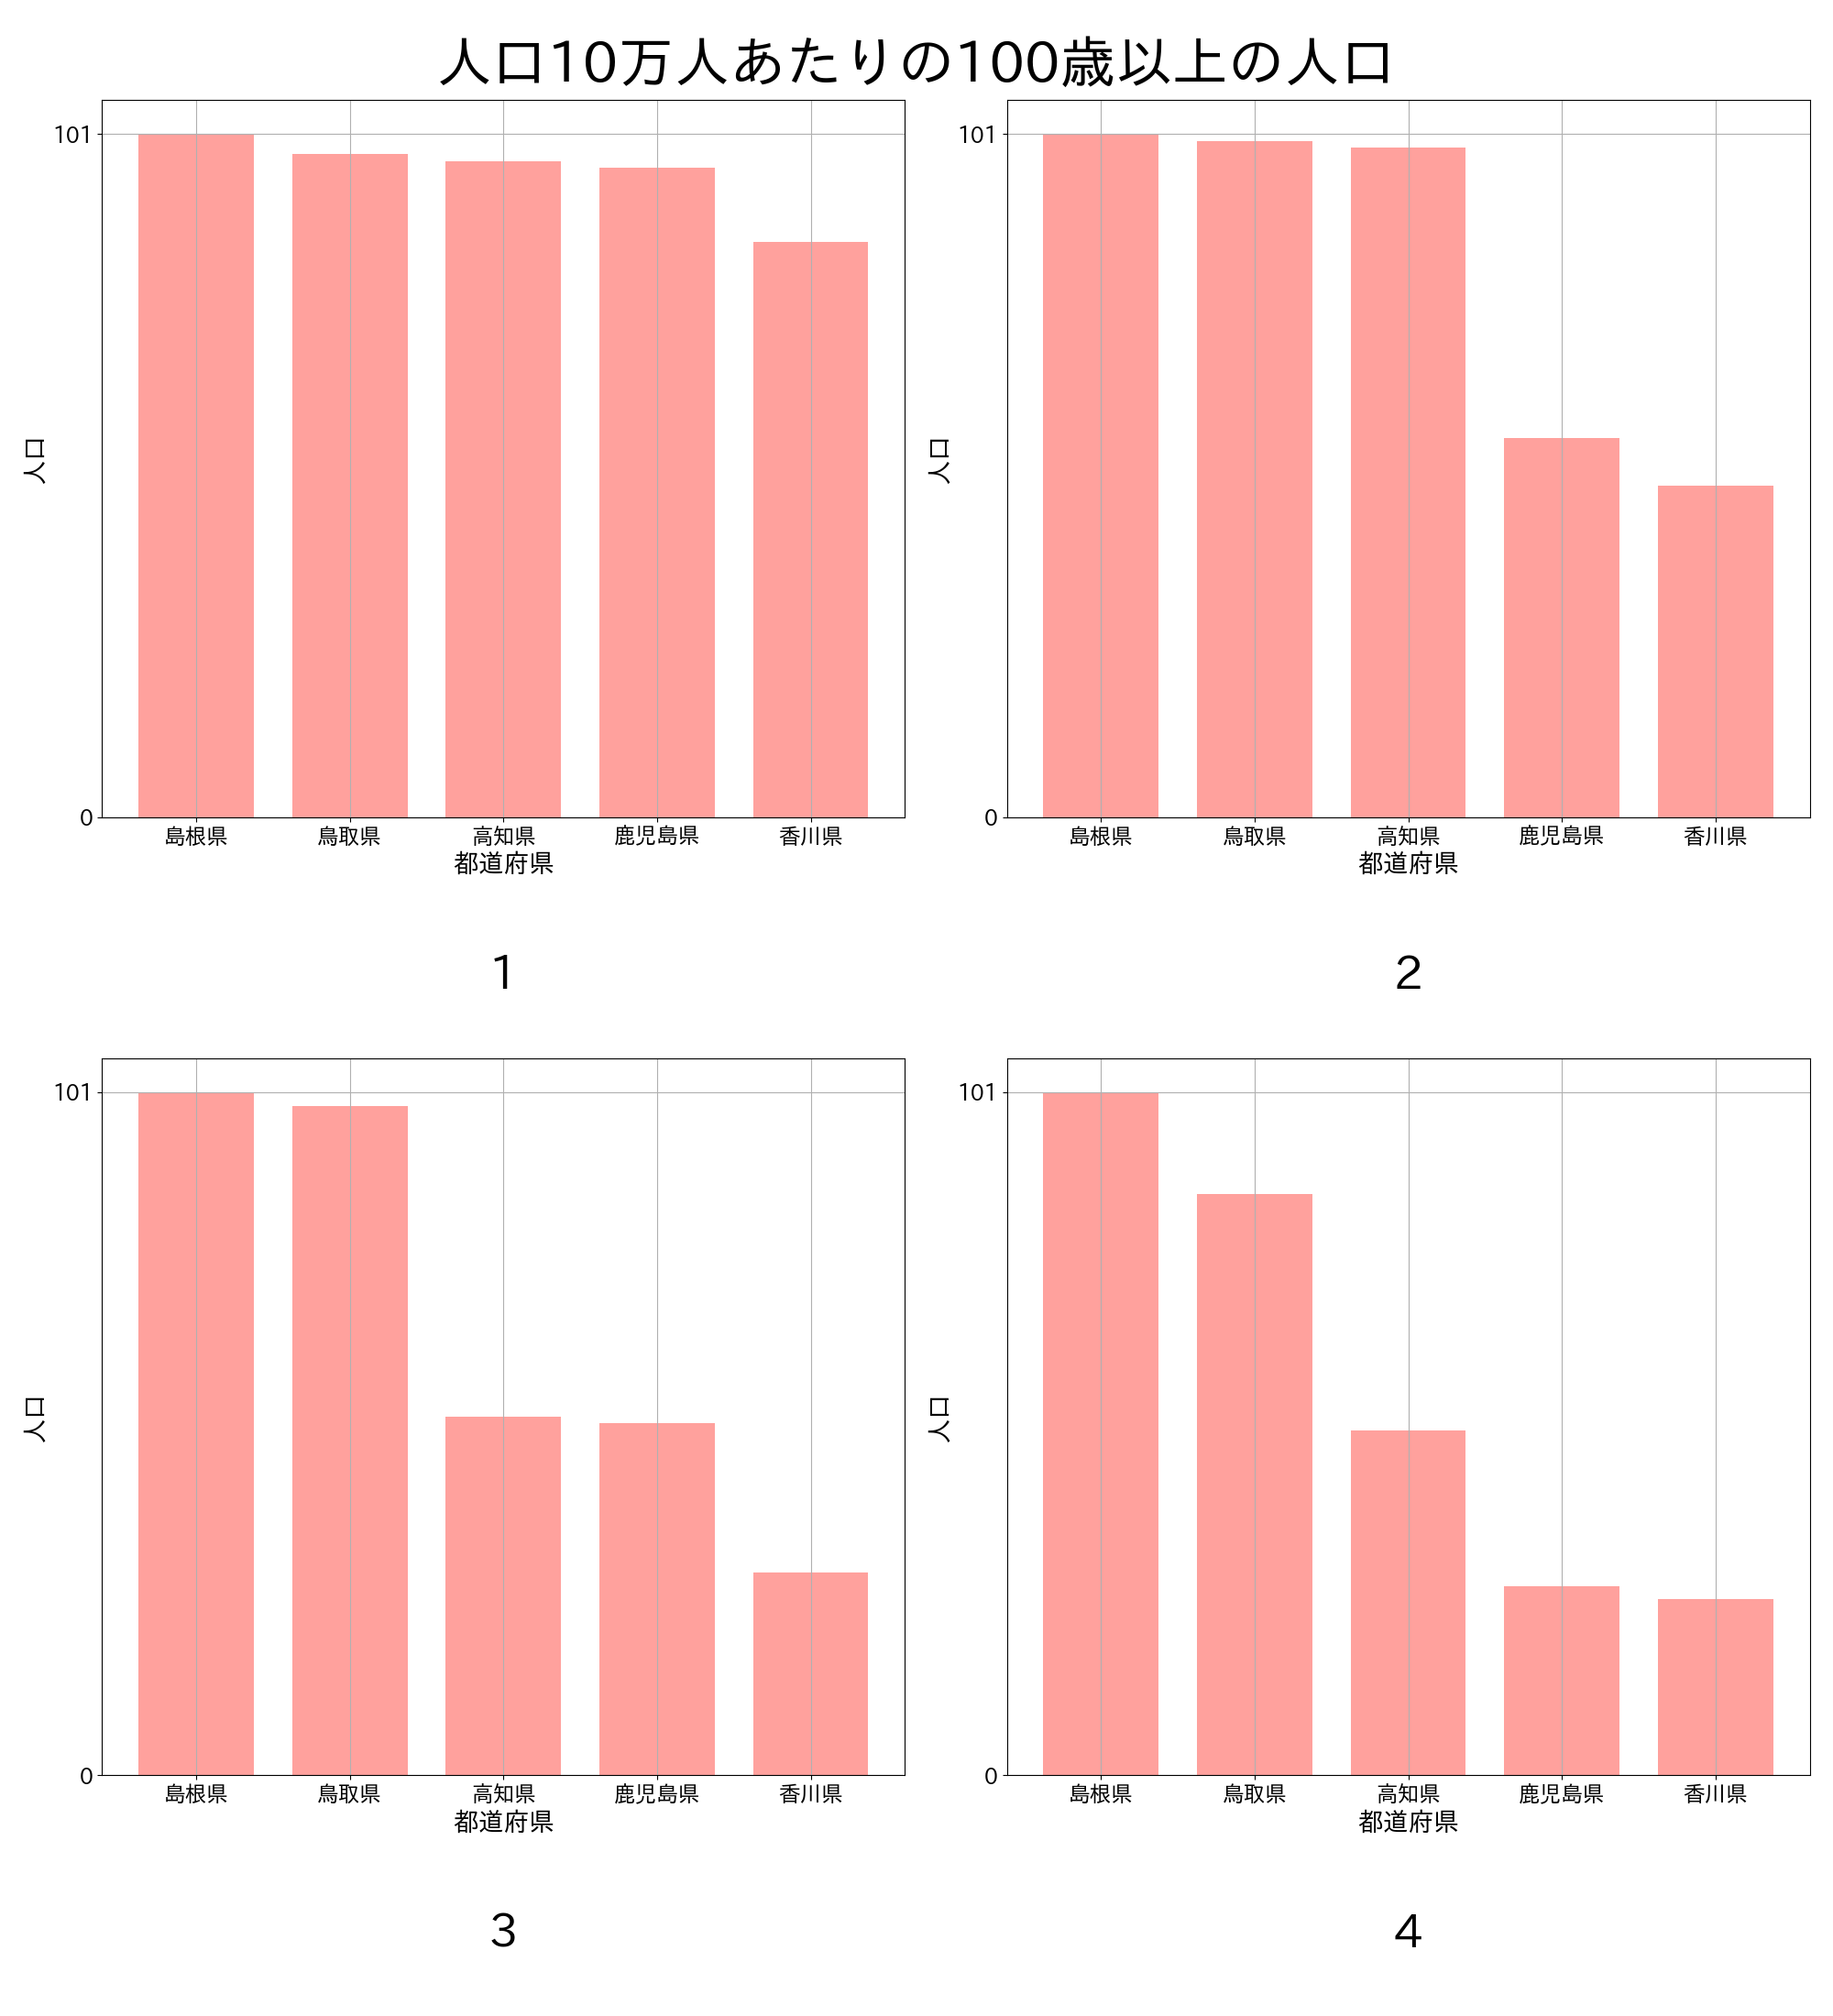 人口10万人あたりの100歳以上の人口
101
人口
0
島根県 鳥取県 高知県 鹿児島県 香川県
都道府県
1
101
人口
0
島根県 鳥取県 高知県 鹿児島県 香川県
都道府県
2
101
人口
0
島根県 鳥取県 高知県 鹿児島県 香川県
都道府県
3
101
人口
0
島根県 鳥取県 高知県 鹿児島県 香川県
都道府県
4